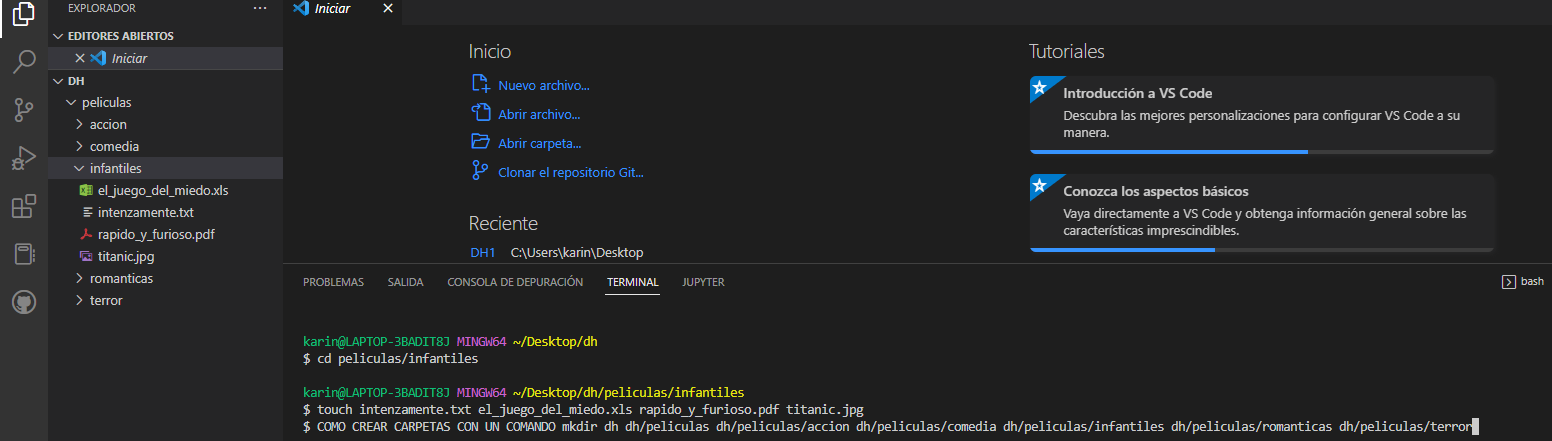 EXPLORADOR ...
EDITORES ABIERTOS
Iniciar
DH
peliculas
accion
comedia
infantiles
el_juego_del_miedo.xls
intenzamente.txt
rapido_y_furioso.pdf
titanic.jpg
romanticas
terror
Iniciar
Inicio
Nuevo archivo...
Abrir archivo...
Abrir carpeta...
Clonar el repositorio Git...
Reciente
DH1 C:\Users\karin\Desktop
Tutoriales
Introducción a VS Code
Descubra las mejores personalizaciones para configurar VS Code a su
manera.
Conozca los aspectos básicos
Vaya directamente a VS Code y obtenga información general sobre las
características imprescindibles.
PROBLEMAS SALIDA CONSOLA DE DEPURACIÓN TERMINAL JUPYTER
bash
karin@LAPTOP-3BADIT8J MINGW64 ~/Desktop/dh
$ cd peliculas/infantiles
karin@LAPTOP-3BADIT8J MINGW64 ~/Desktop/dh/peliculas/infantiles
$ touch intenzamente.txt el_juego_del_miedo.xls rapido_y_furioso.pdf titanic.jpg
$ COMO CREAR CARPETAS CON UN COMANDO mkdir dh dh/peliculas dh/peliculas/accion dh/peliculas/comedia dh/peliculas/infantiles dh/peliculas/romanticas dh/peliculas/terror